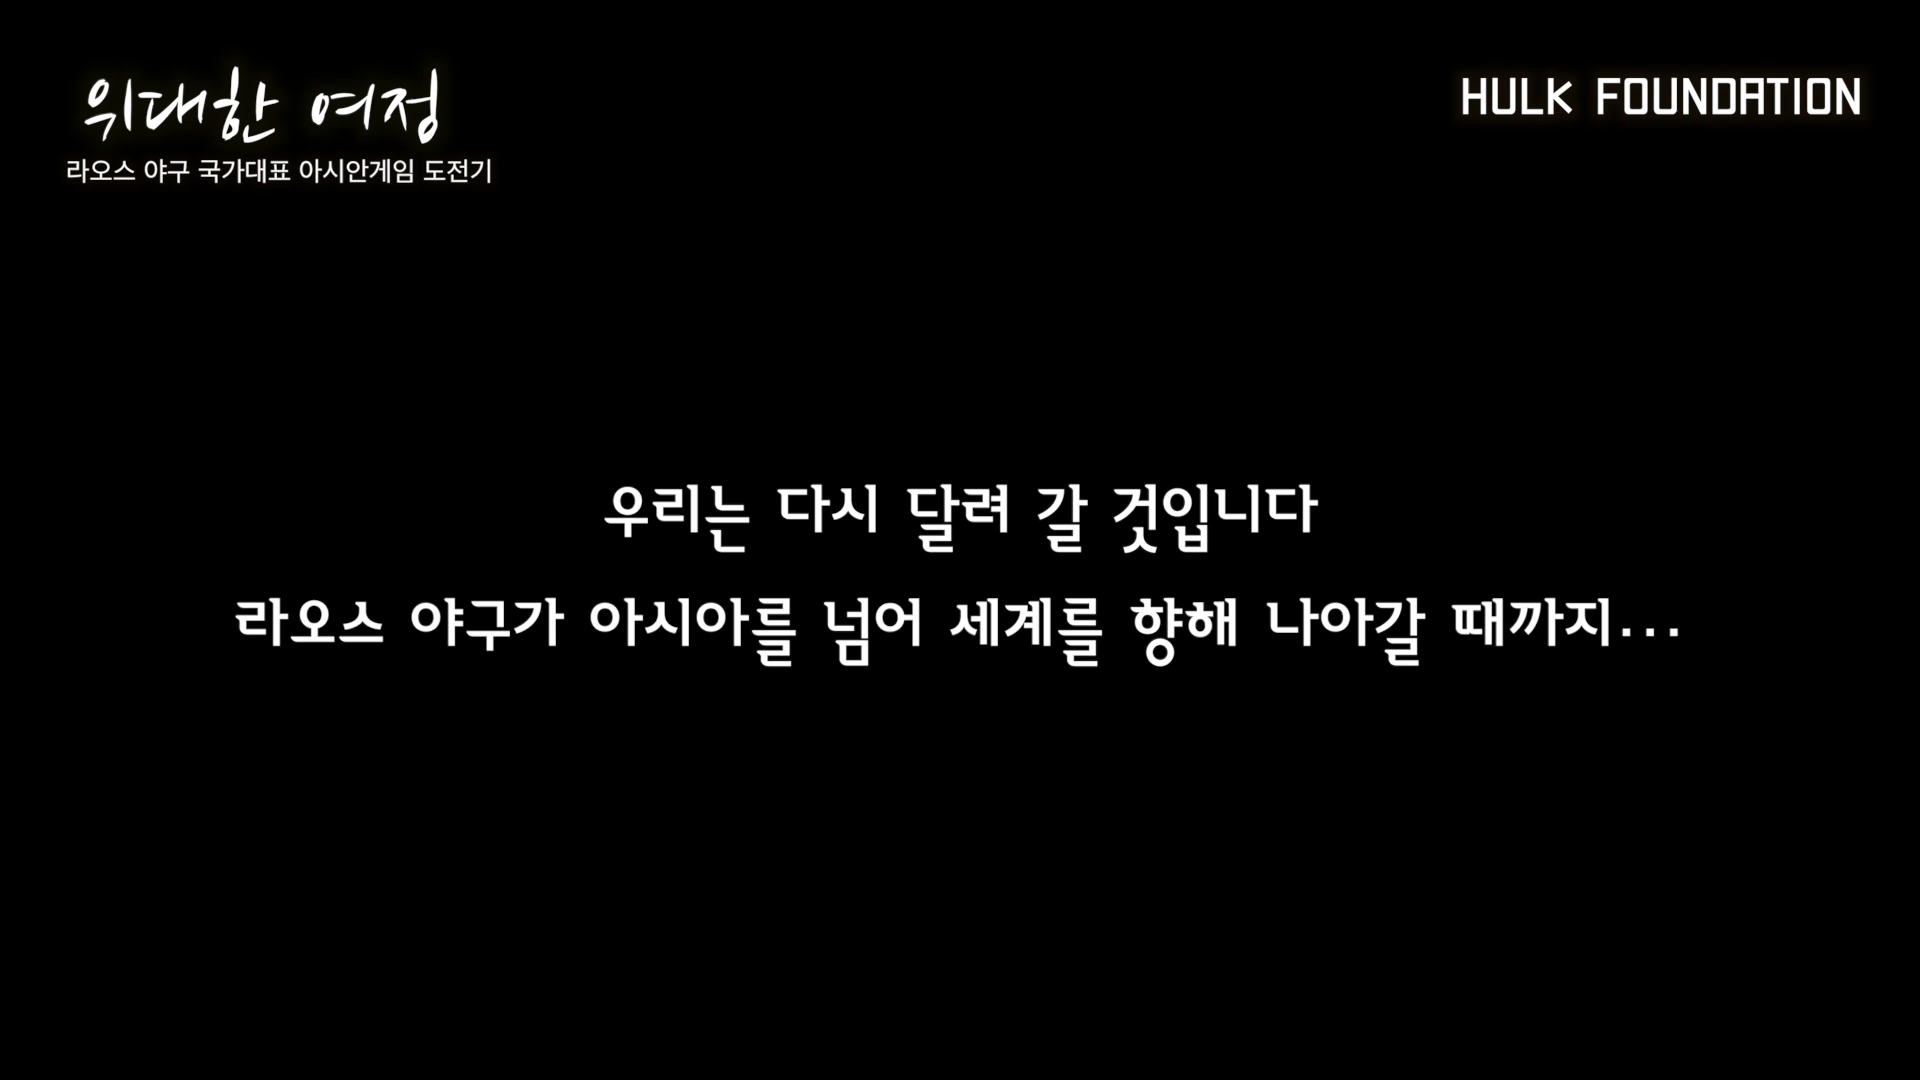 위대한 여정
라오스 야구 국가대표 아시안게임 도전기
HULK FOUNDATION
우리는 다시 달려 갈 것입니다
라오스 야구가 아시아를 넘어 세계를 향해 나아갈 때까지...